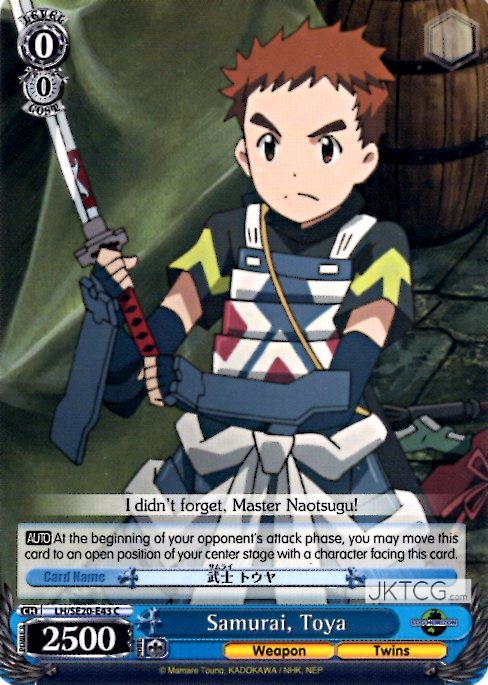 LEVEL
0
0
COST
I didn't forget, Master Naotsugu!
AUTO At the beginning of your opponent's attack phase, you may move this
card to an open position of your center stage with a character facing this card.
Card Name
サムライ
武士 トウヤ
JKTCG.com
CH LH/SE20-E43 C
Samurai, Toya
POWER
2500
SOUL
LOG HORIZON
Weapon
Twins
© Mamare Touno, KADOKAWA / NHK, NEP